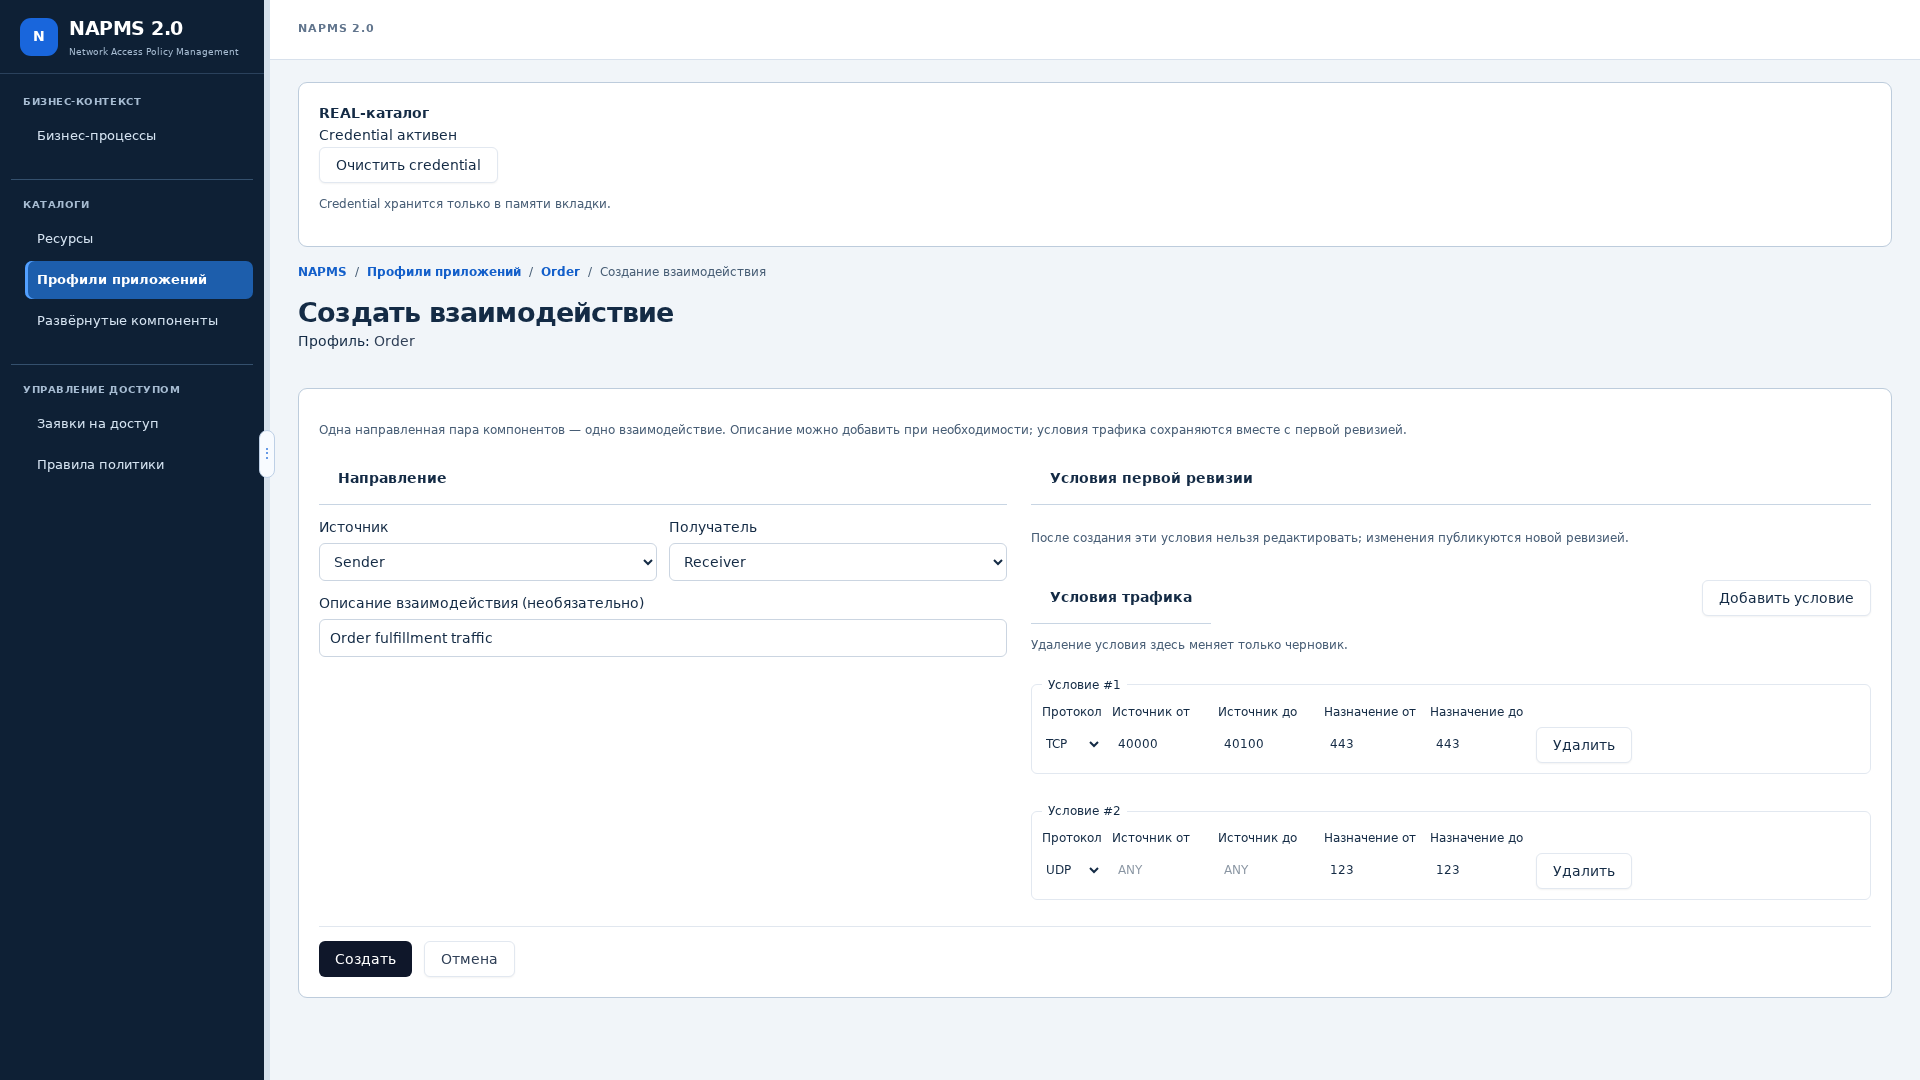 N
NAPMS 2.0
Network Access Policy Management
БИЗНЕС-КОНТЕКСТ
Бизнес-процессы
КАТАЛОГИ
Ресурсы
Профили приложений
Развёрнутые компоненты
УПРАВЛЕНИЕ ДОСТУПОМ
Заявки на доступ
Правила политики
NAPMS 2.0
REAL-каталог
Credential активен
Очистить credential
Credential хранится только в памяти вкладки.
NAPMS / Профили приложений / Order / Создание взаимодействия
Создать взаимодействие
Профиль: Order
Одна направленная пара компонентов — одно взаимодействие. Описание можно добавить при необходимости; условия трафика сохраняются вместе с первой ревизией.
Направление
Источник Получатель
Sender Receiver
Описание взаимодействия (необязательно)
Order fulfillment traffic
Условия первой ревизии
После создания эти условия нельзя редактировать; изменения публикуются новой ревизией.
Условия трафика
Добавить условие
Удаление условия здесь меняет только черновик.
Условие #1
Протокол Источник от Источник до Назначение от Назначение до
TCP 40000 40100 443 443 Удалить
Условие #2
Протокол Источник от Источник до Назначение от Назначение до
UDP ANY ANY 123 123 Удалить
Создать Отмена